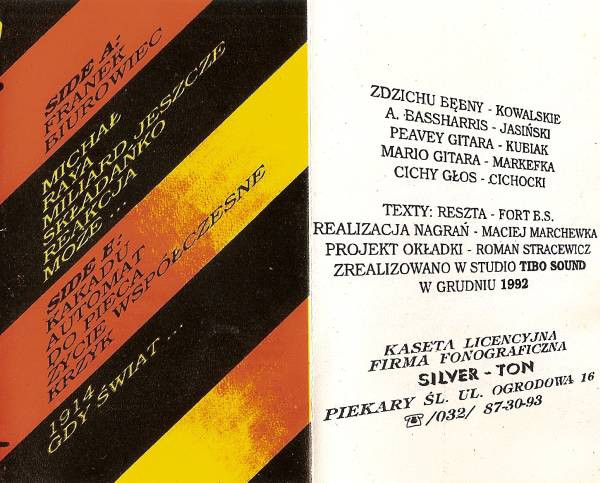 SIDE A:
FRANEK
BIUROWIEC
MICHAŁ
RAYA
MILIARD JESZCZE
SKŁADANKO
REAKCJA
MOŻE ...
SIDE E:
KAKADU
AUTOMAT
DO PIECA
ŻYCIE WSPÓŁCZESNE
KRZYK
1914
GDY ŚWIAT ...
ZDZICHU BĘBNY - KOWALSKIE
A. BASSHARRIS - JASIŃSKI
PEAVEY GITARA - KUBIAK
MARIO GITARA - MARKEFKA
CICHY GŁOS - CICHOCKI
TEXTY: RESZTA - FORT B.S.
REALIZACJA NAGRAŃ - MACIEJ MARCHEWKA
PROJEKT OKŁADKI - ROMAN STRACEWICZ
ZREALIZOWANO W STUDIO TIBO SOUND
W GRUDNIU 1992
KASETA LICENCYJNA
FIRMA FONOGRAFICZNA
SILVER - TON
PIEKARY ŚL. UL. OGRODOWA 16
☏/032/ 87-30-93